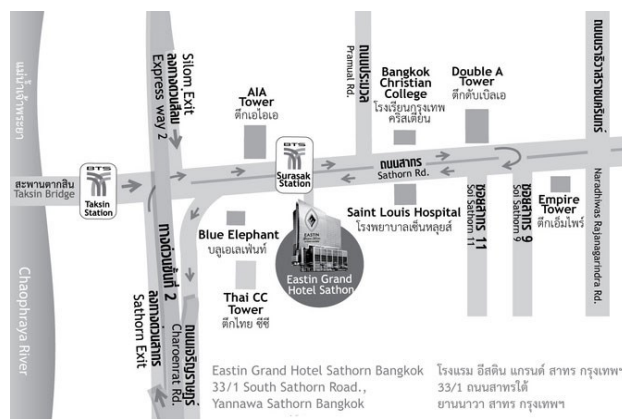 แม่น้ำเจ้าพระยา
Chaophraya River
สะพานตากสิน
Taksin Bridge
BTS
Taksin
Station
Silom Exit
ลงทางด่วนสีลม
Express way 2
ทางด่วนขั้นที่ 2
ลงทางด่วนสาทร
Sathorn Exit
ถนนเจริญราษฎร์
Charoenrat Rd.
AIA
Tower
ตึกเอไอเอ
BTS
Surasak
Station
ถนนประมวล
Pramual Rd.
Bangkok
Christian
College
โรงเรียนกรุงเทพ
คริสเตียน
Double A
Tower
ตึกดับเบิลเอ
ถนนนราธิวาสราชนครินทร์
Naradhiwas Rajanagarindra Rd.
ถนนสาทร
Sathorn Rd.
Blue Elephant
บลูเอเลเฟ่นท์
Thai CC
Tower
ตึกไทย ซีซี
EASTIN
Eastin Grand
Hotel Sathon
Saint Louis Hospital
โรงพยาบาลเซ็นหลุยส์
ซอยสาทร 11
Soi Sathorn 11
ซอยสาทร 9
Soi Sathorn 9
Empire
Tower
ตึกเอ็มไพร์
Eastin Grand Hotel Sathorn Bangkok
33/1 South Sathorn Road.,
Yannawa Sathorn Bangkok
โรงแรม อีสติน แกรนด์ สาทร กรุงเทพฯ
33/1 ถนนสาทรใต้
ยานนาวา สาทร กรุงเทพฯ